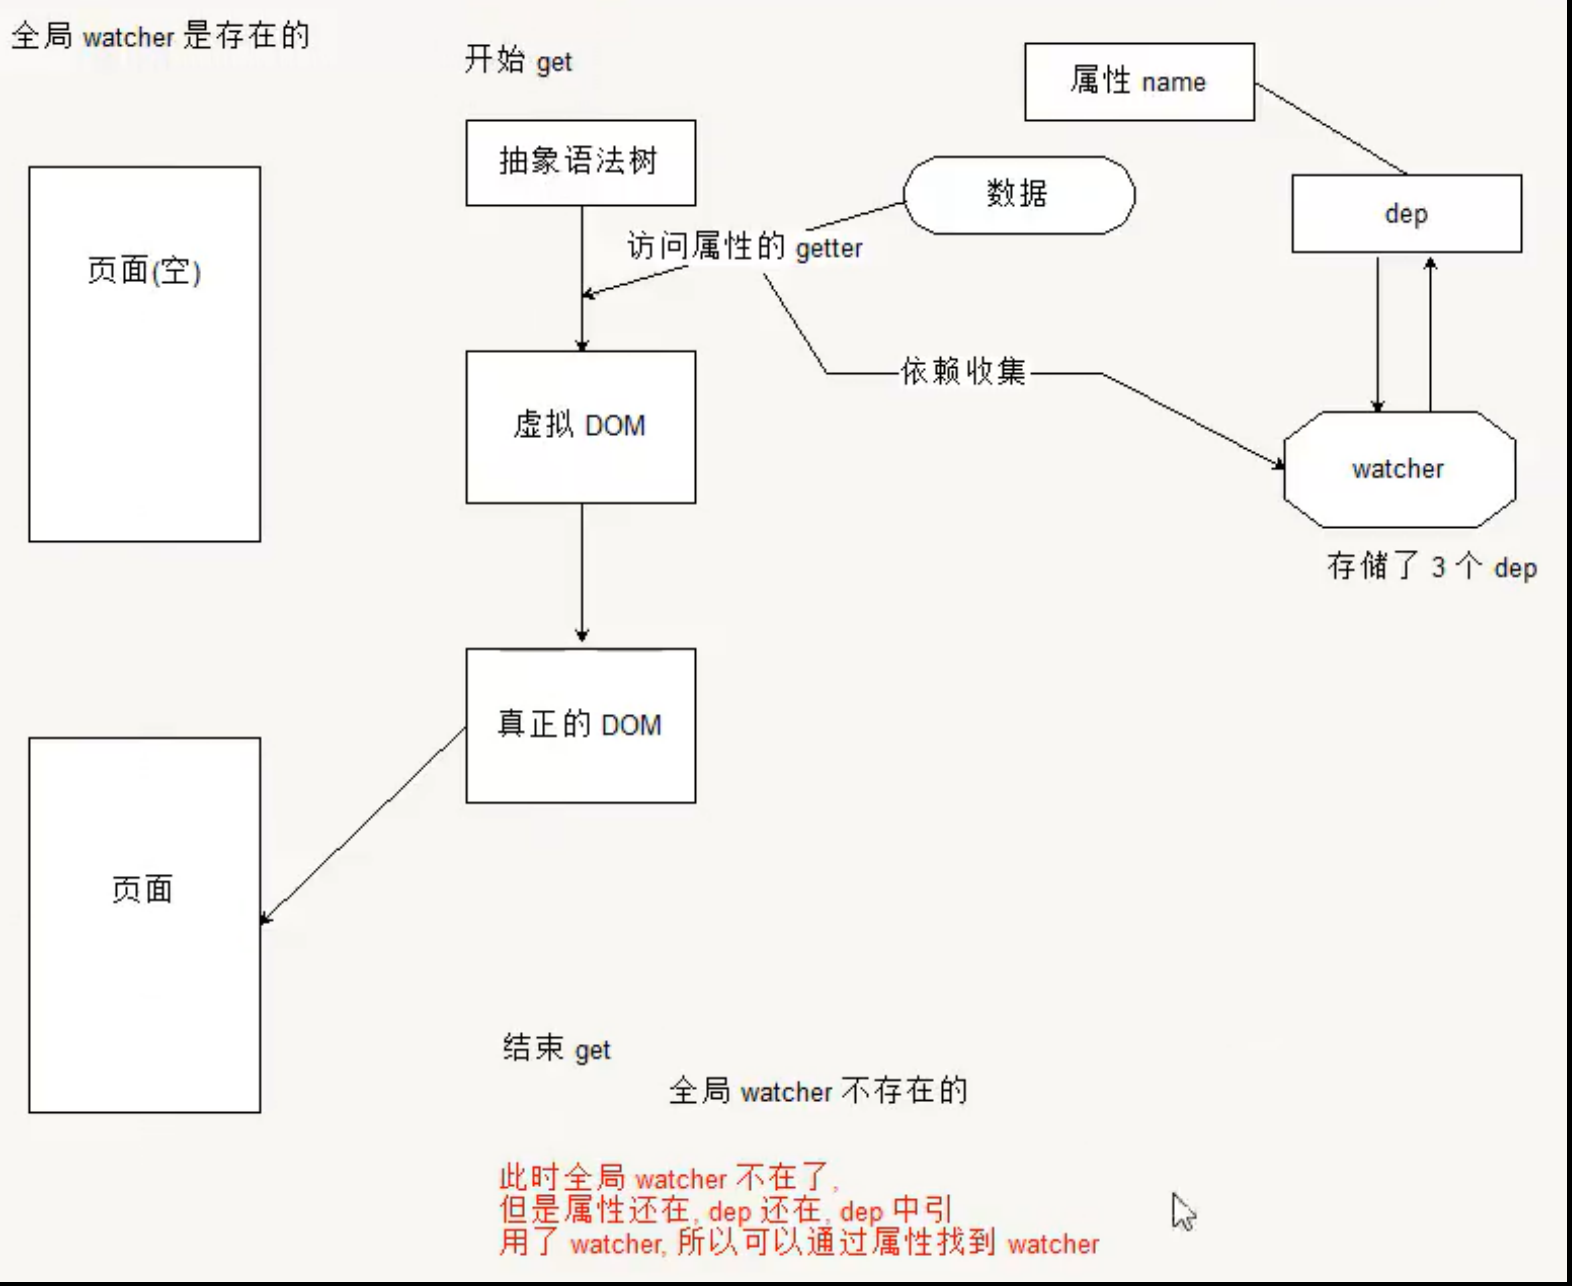 全局 watcher 是存在的
开始 get
属性 name
抽象语法树
数据
dep
访问属性的 getter
页面(空)
依赖收集
虚拟 DOM
watcher
存储了 3 个 dep
真正的 DOM
页面
结束 get
全局 watcher 不存在的
此时全局 watcher 不在了,
但是属性还在, dep 还在, dep 中引
用了 watcher, 所以可以通过属性找到 watcher